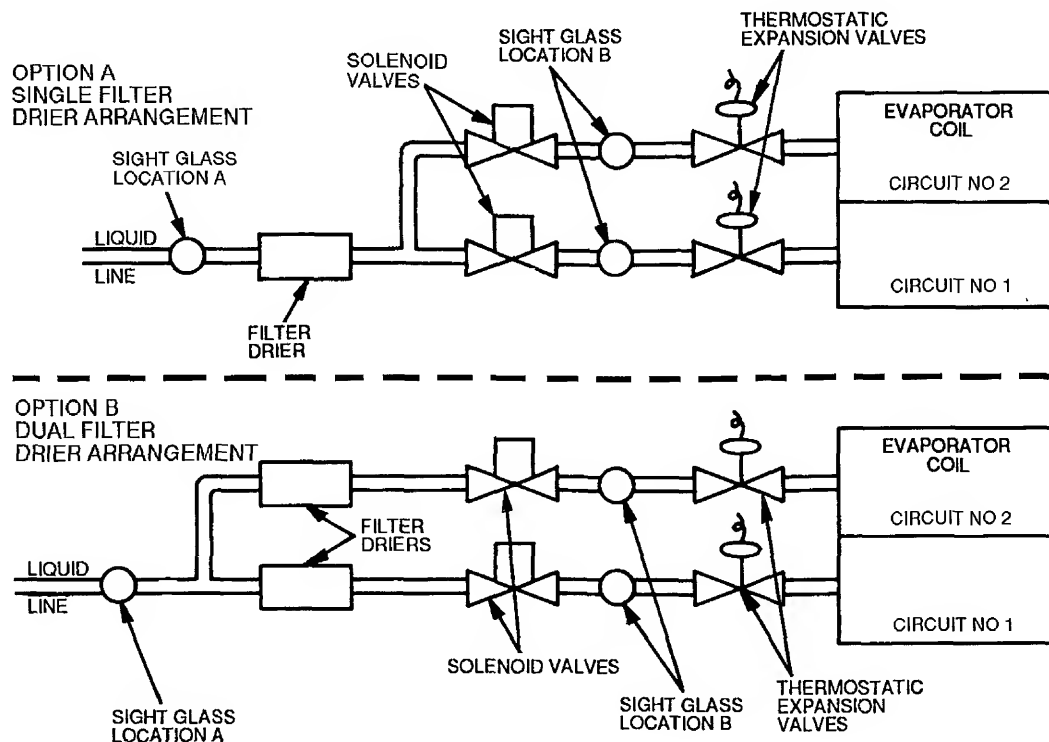 OPTION A
SINGLE FILTER
DRIER ARRANGEMENT
SIGHT GLASS
LOCATION A
SOLENOID
VALVES
SIGHT GLASS
LOCATION B
THERMOSTATIC
EXPANSION VALVES
EVAPORATOR
COIL
CIRCUIT NO 2
CIRCUIT NO 1
LIQUID
LINE
FILTER
DRIER
OPTION B
DUAL FILTER
DRIER ARRANGEMENT
EVAPORATOR
COIL
CIRCUIT NO 2
CIRCUIT NO 1
FILTER
DRIERS
LIQUID
LINE
SOLENOID VALVES
SIGHT GLASS
LOCATION A
SIGHT GLASS
LOCATION B
THERMOSTATIC
EXPANSION
VALVES